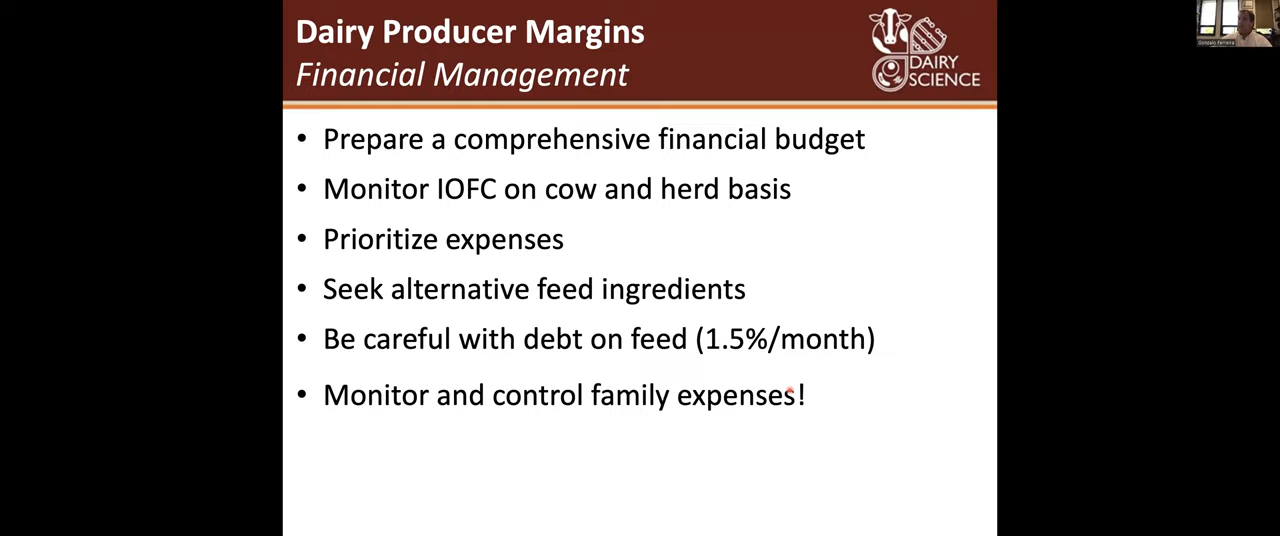 Dairy Producer Margins
Financial Management
DAIRY
SCIENCE
• Prepare a comprehensive financial budget
• Monitor IOFC on cow and herd basis
• Prioritize expenses
• Seek alternative feed ingredients
• Be careful with debt on feed (1.5%/month)
• Monitor and control family expenses!
Gonzalo Ferreira